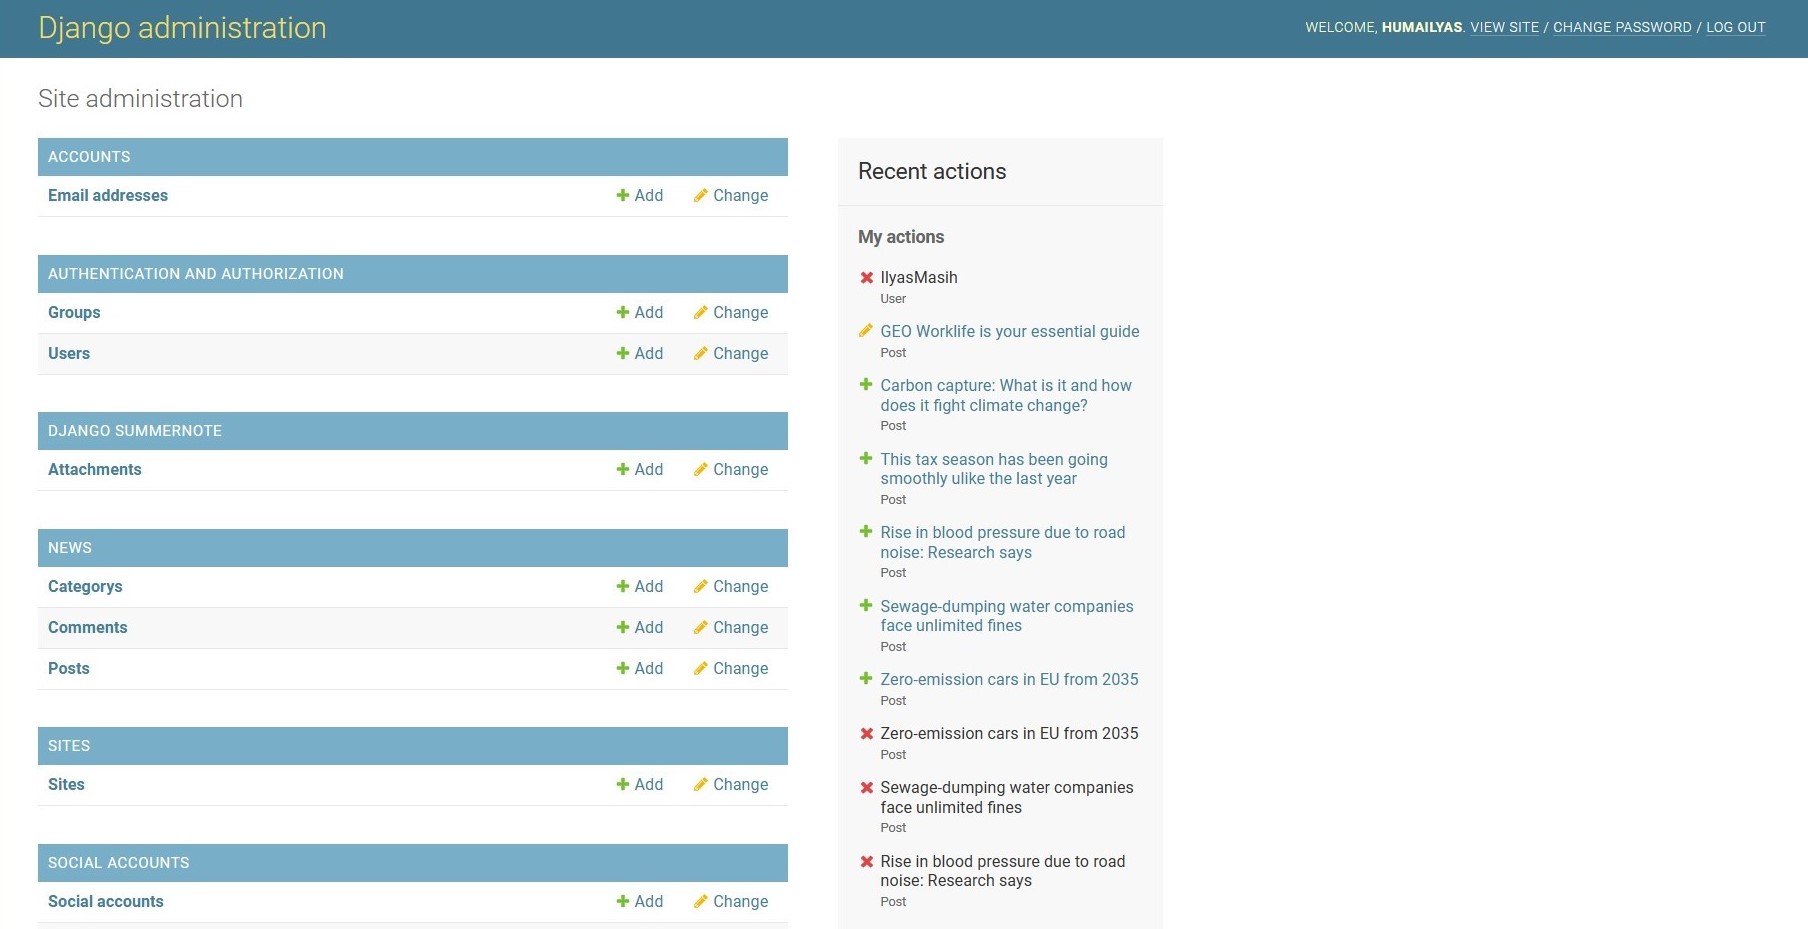 Django administration
WELCOME, HUMAILYAS. VIEW SITE / CHANGE PASSWORD / LOG OUT
Site administration
ACCOUNTS
Email addresses Add Change
AUTHENTICATION AND AUTHORIZATION
Groups Add Change
Users Add Change
DJANGO SUMMERNOTE
Attachments Add Change
NEWS
Categorys Add Change
Comments Add Change
Posts Add Change
SITES
Sites Add Change
SOCIAL ACCOUNTS
Social accounts Add Change
Recent actions
My actions
IlyasMasih
User
GEO Worklife is your essential guide
Post
Carbon capture: What is it and how
does it fight climate change?
Post
This tax season has been going
smoothly ulike the last year
Post
Rise in blood pressure due to road
noise: Research says
Post
Sewage-dumping water companies
face unlimited fines
Post
Zero-emission cars in EU from 2035
Post
Zero-emission cars in EU from 2035
Post
Sewage-dumping water companies
face unlimited fines
Post
Rise in blood pressure due to road
noise: Research says
Post